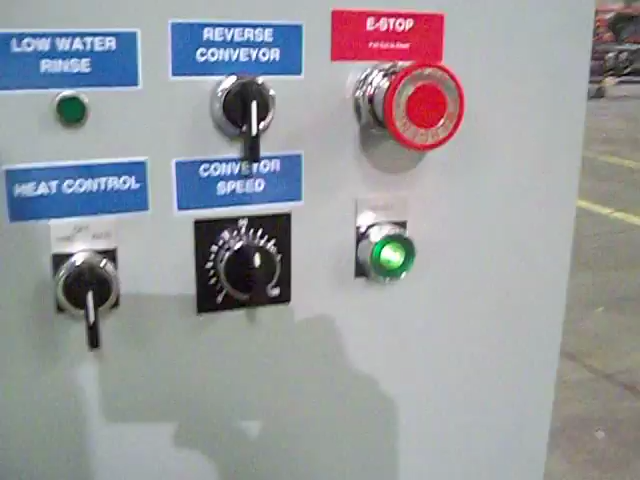 LOW WATER
RINSE
REVERSE
CONVEYOR
E-STOP
HEAT CONTROL
CONVEYOR
SPEED